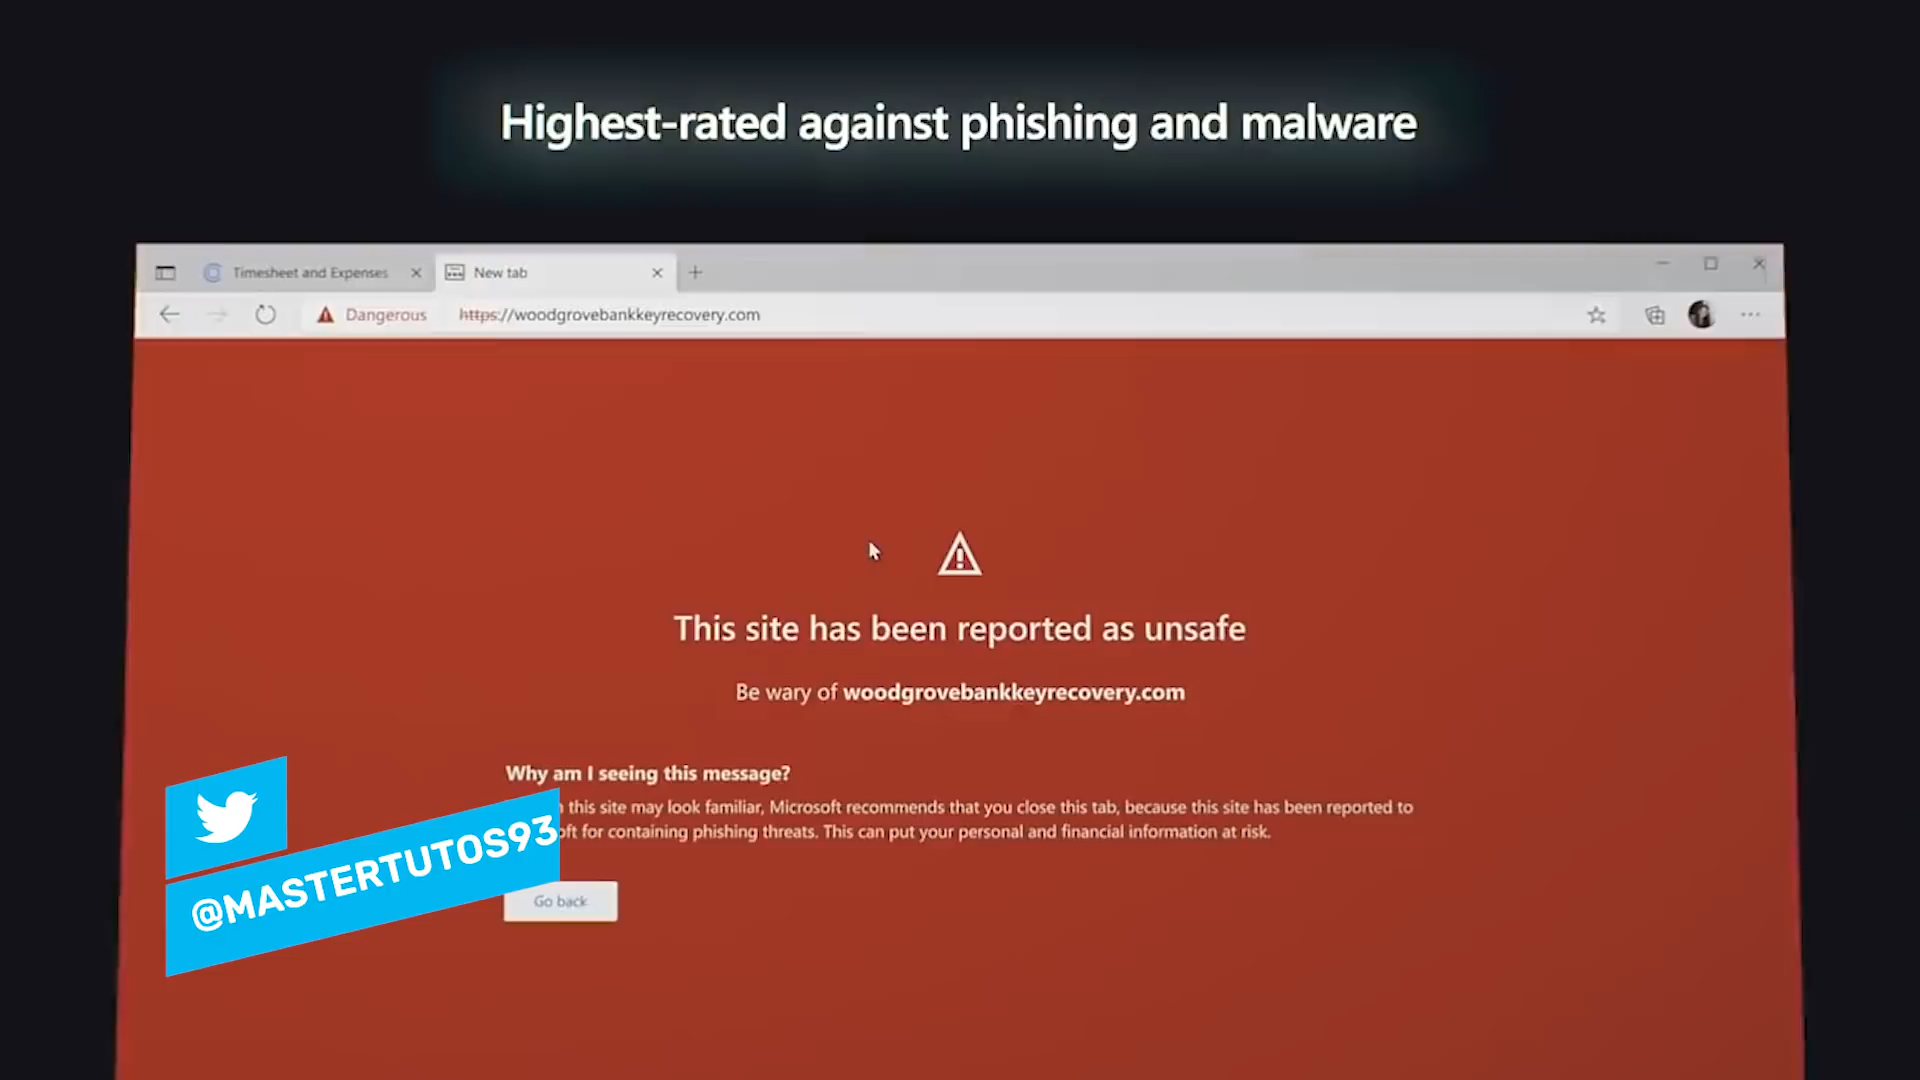 Highest-rated against phishing and malware
Timesheet and Expenses
New tab
Dangerous
https://woodgrovebankkeyrecovery.com
This site has been reported as unsafe
Be wary of woodgrovebankkeyrecovery.com
Why am I seeing this message?
this site may look familiar, Microsoft recommends that you close this tab, because this site has been reported to
for containing phishing threats. This can put your personal and financial information at risk.
@MASTERTUTOS93
Go back